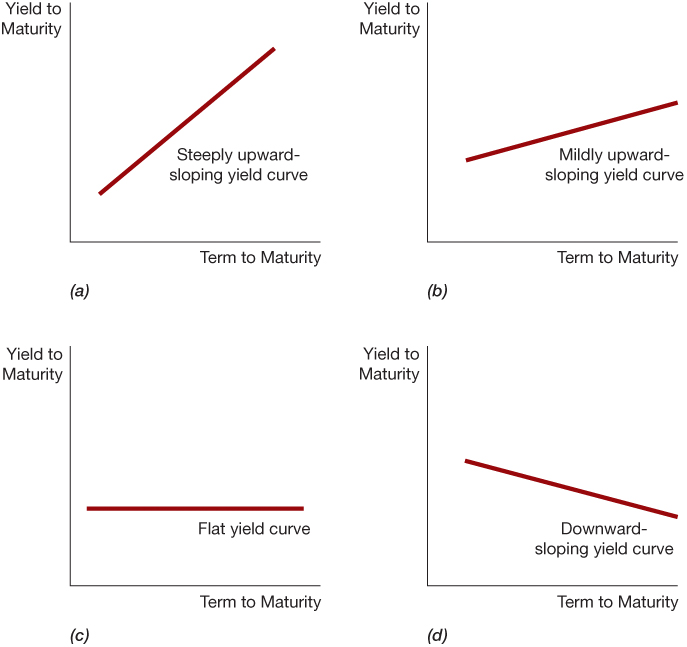 Yield to
Maturity
Steeply upward-
sloping yield curve
Term to Maturity
(a)
Yield to
Maturity
Mildly upward-
sloping yield curve
Term to Maturity
(b)
Yield to
Maturity
Flat yield curve
Term to Maturity
(c)
Yield to
Maturity
Downward-
sloping yield curve
Term to Maturity
(d)